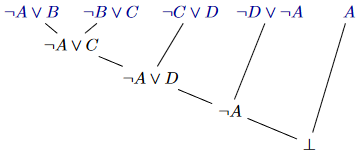 ¬A ∨ B ¬B ∨ C ¬C ∨ D ¬D ∨ ¬A A
¬A ∨ C
¬A ∨ D
¬A
⊥